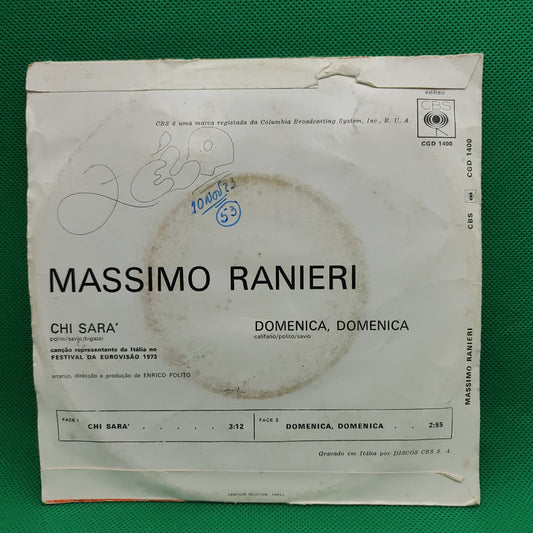 estéreo
CBS
CGD 1400
CBS é uma marca registada da Columbia Broadcasting System, Inc., E. U. A.
10 NOV 73
53
MASSIMO RANIERI
CHI SARA'
polito/savio/bigazzi
canção representante da Itália no
FESTIVAL DA EUROVISÃO 1973
arranjo, direcção e produção de ENRICO POLITO
DOMENICA, DOMENICA
califano/polito/savio
FACE 1
CHI SARA' . . . . . 3:12
FACE 2
DOMENICA, DOMENICA . . 2:55
Gravado em Itália por DISCOS CBS S. A.
MASSIMO RANIERI CBS CGD 1400